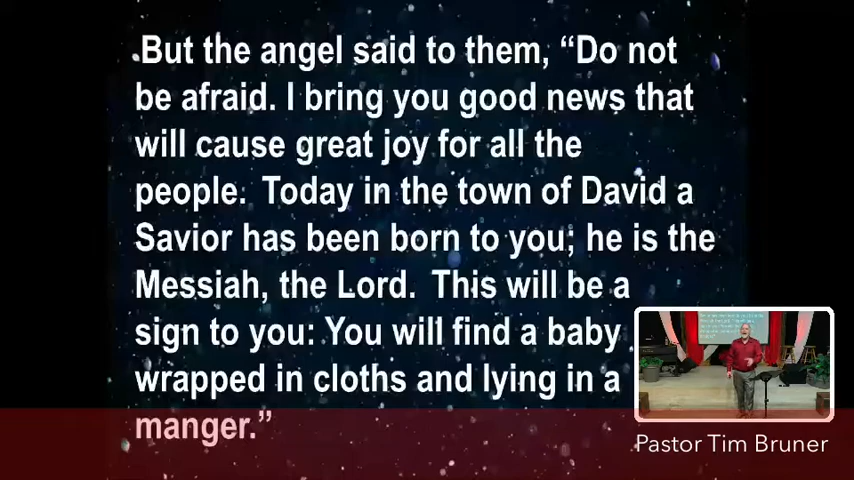 But the angel said to them, “Do not
be afraid. I bring you good news that
will cause great joy for all the
people. Today in the town of David a
Savior has been born to you; he is the
Messiah, the Lord. This will be a
sign to you: You will find a baby
wrapped in cloths and lying in a
manger.”
Pastor Tim Bruner